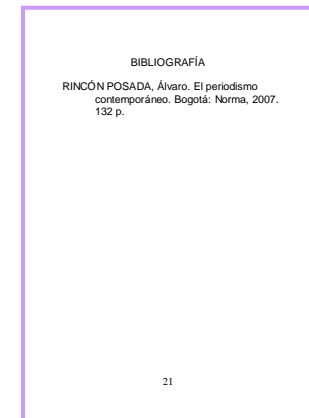 BIBLIOGRAFÍA
RINCÓN POSADA, Álvaro. El periodismo
contemporáneo. Bogotá: Norma, 2007.
132 p.
21